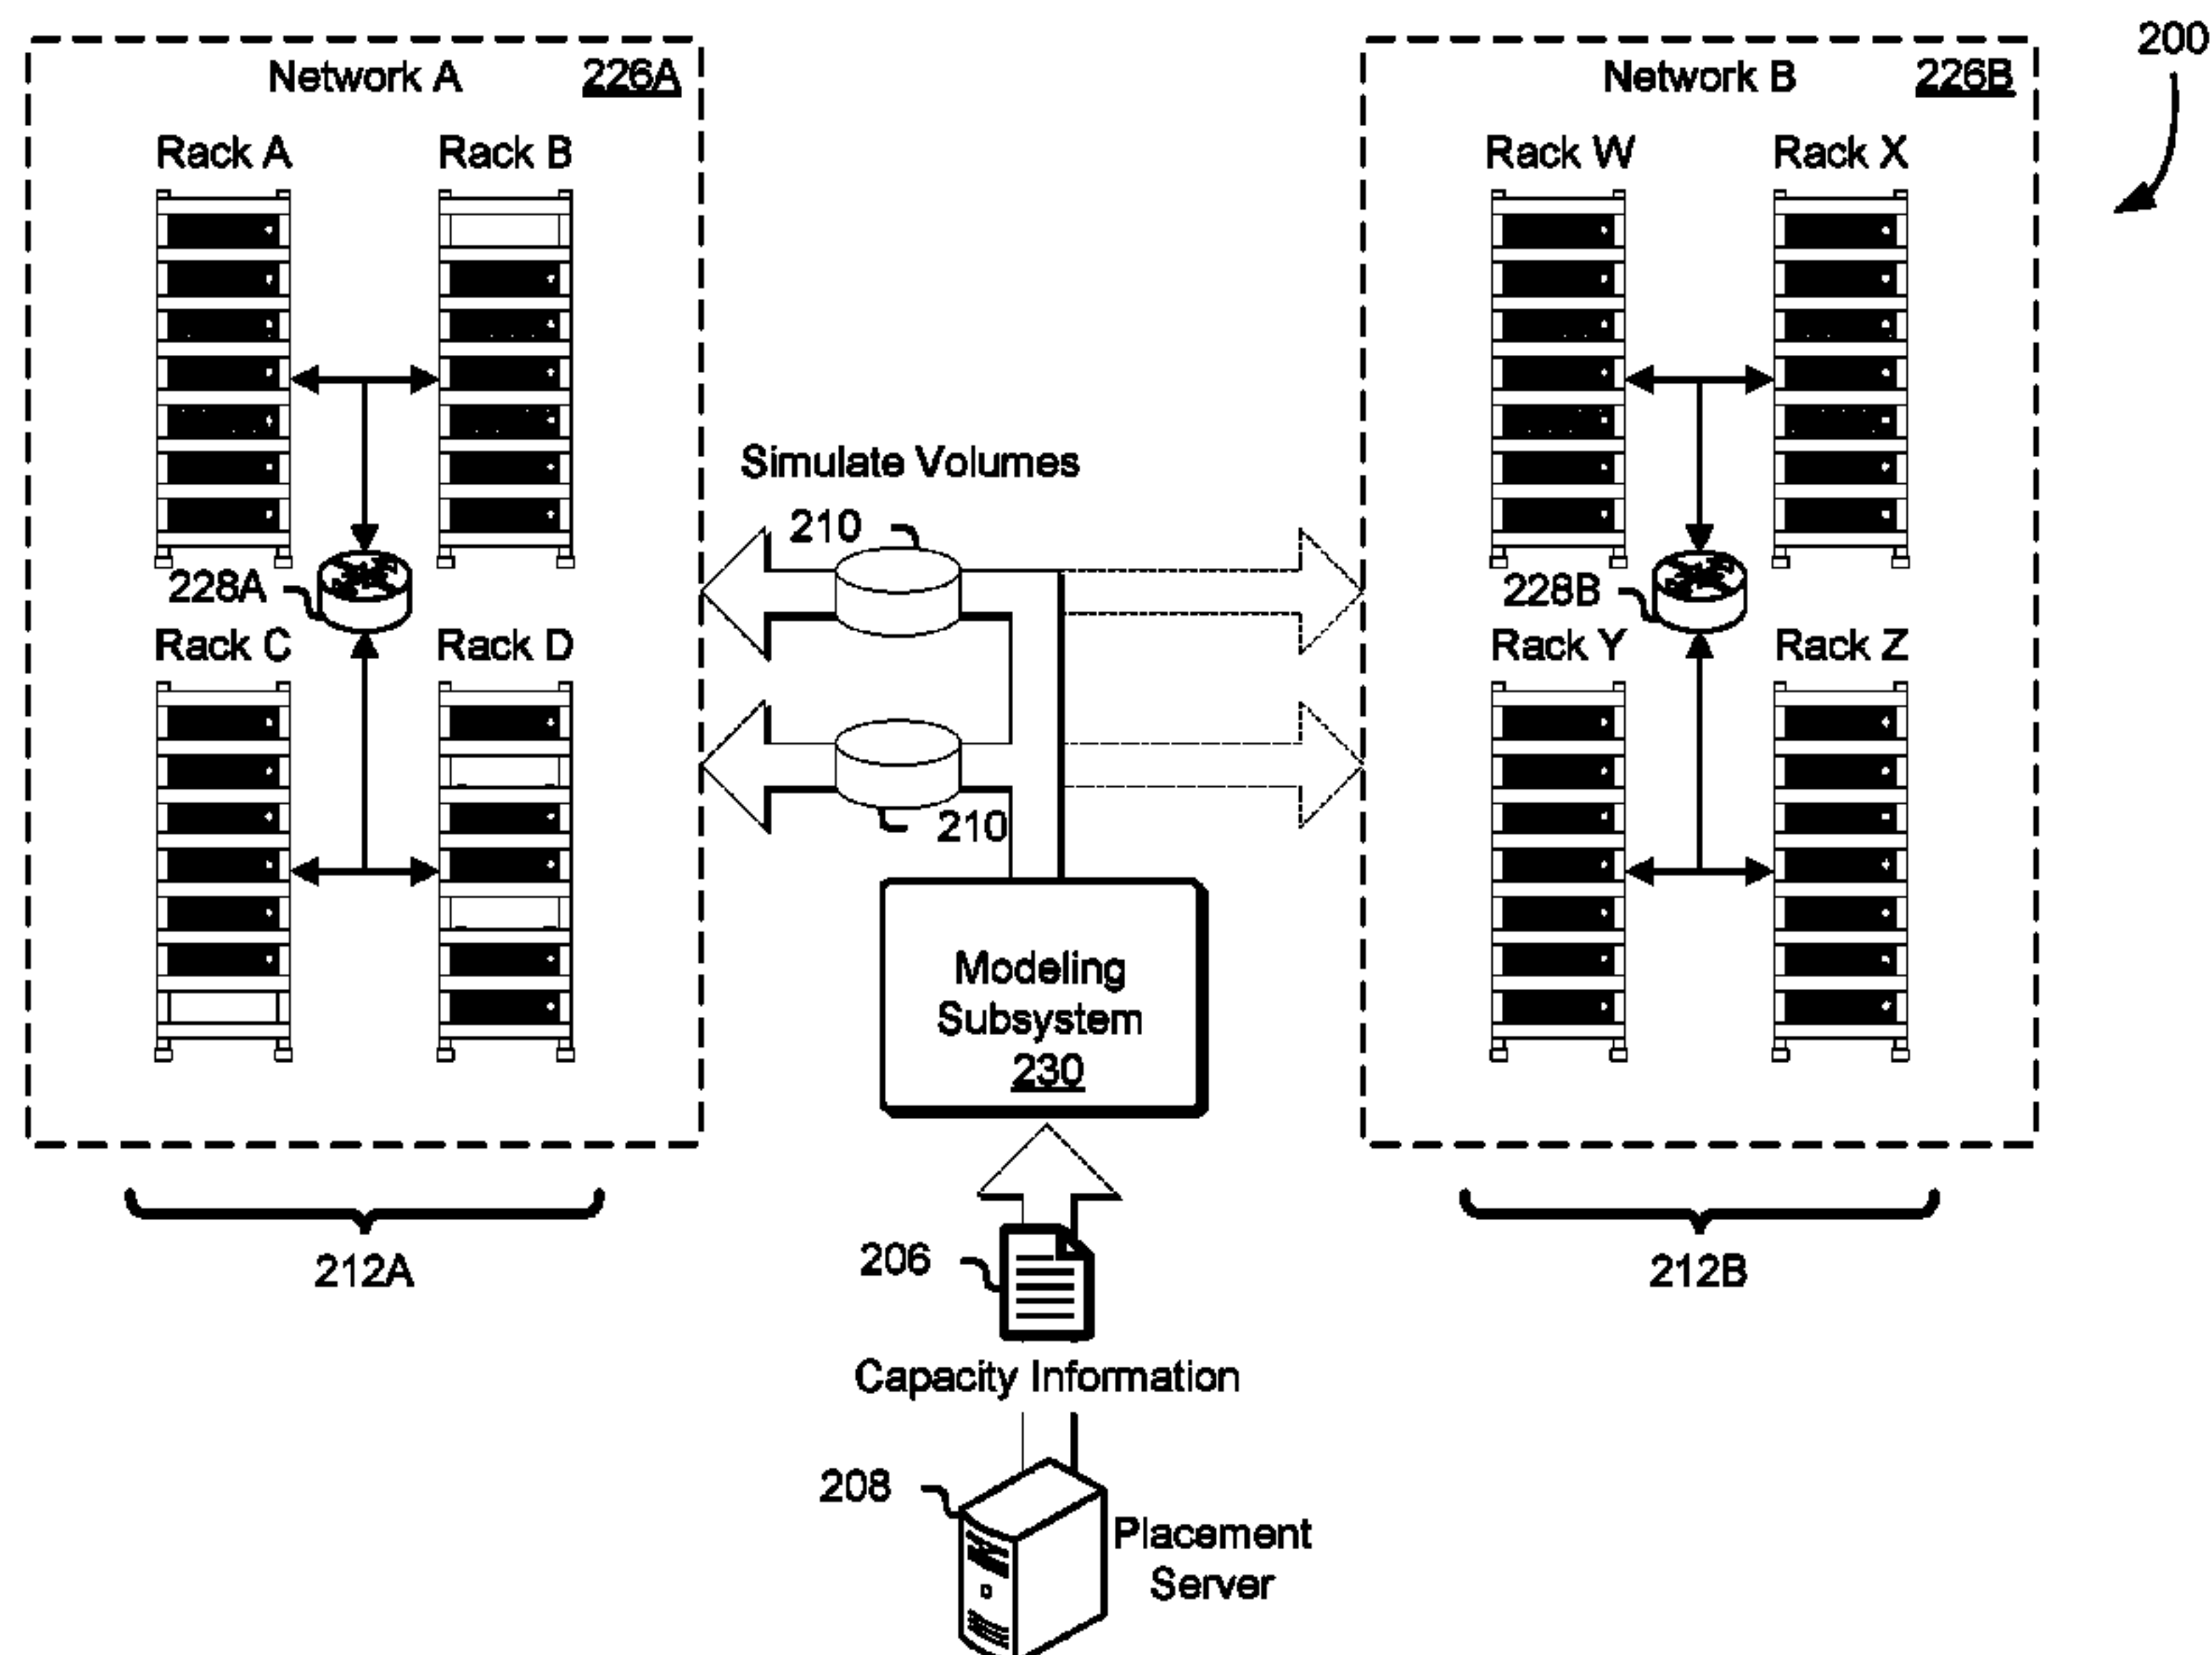 200
Network A 226A
Rack A Rack B
228A
Rack C Rack D
212A
Simulate Volumes
210
210
Modeling
Subsystem
230
206
Capacity Information
208
Placement
Server
Network B 226B
Rack W Rack X
228B
Rack Y Rack Z
212B